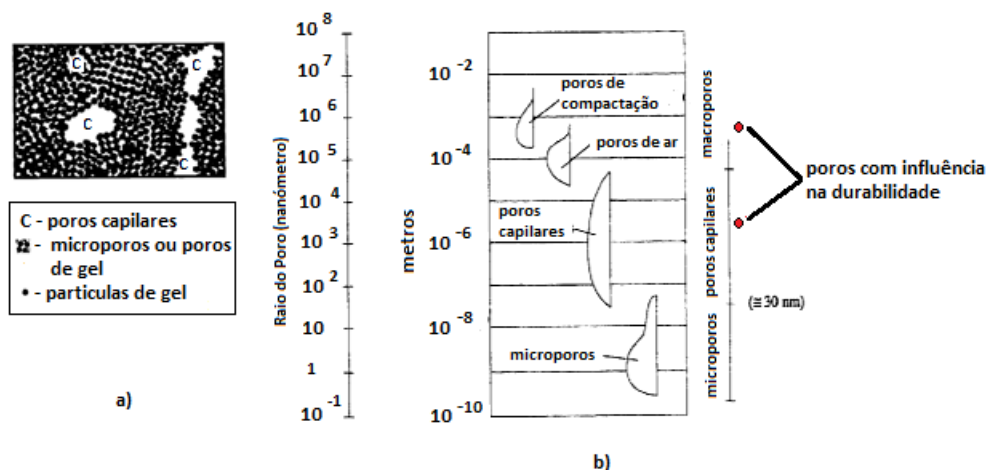 C
C
C
C
C - poros capilares
- microporos ou poros
de gel
• - particulas de gel
a)
Raio do Poro (nanómetro)
10^8
10^7
10^6
10^5
10^4
10^3
10^2
10
1
10^-1
metros
10^-2
10^-4
10^-6
10^-8
10^-10
poros de
compactação
poros de ar
poros
capilares
microporos
b)
macroporos
poros capilares
microporos
(≅30 nm)
poros com influência
na durabilidade